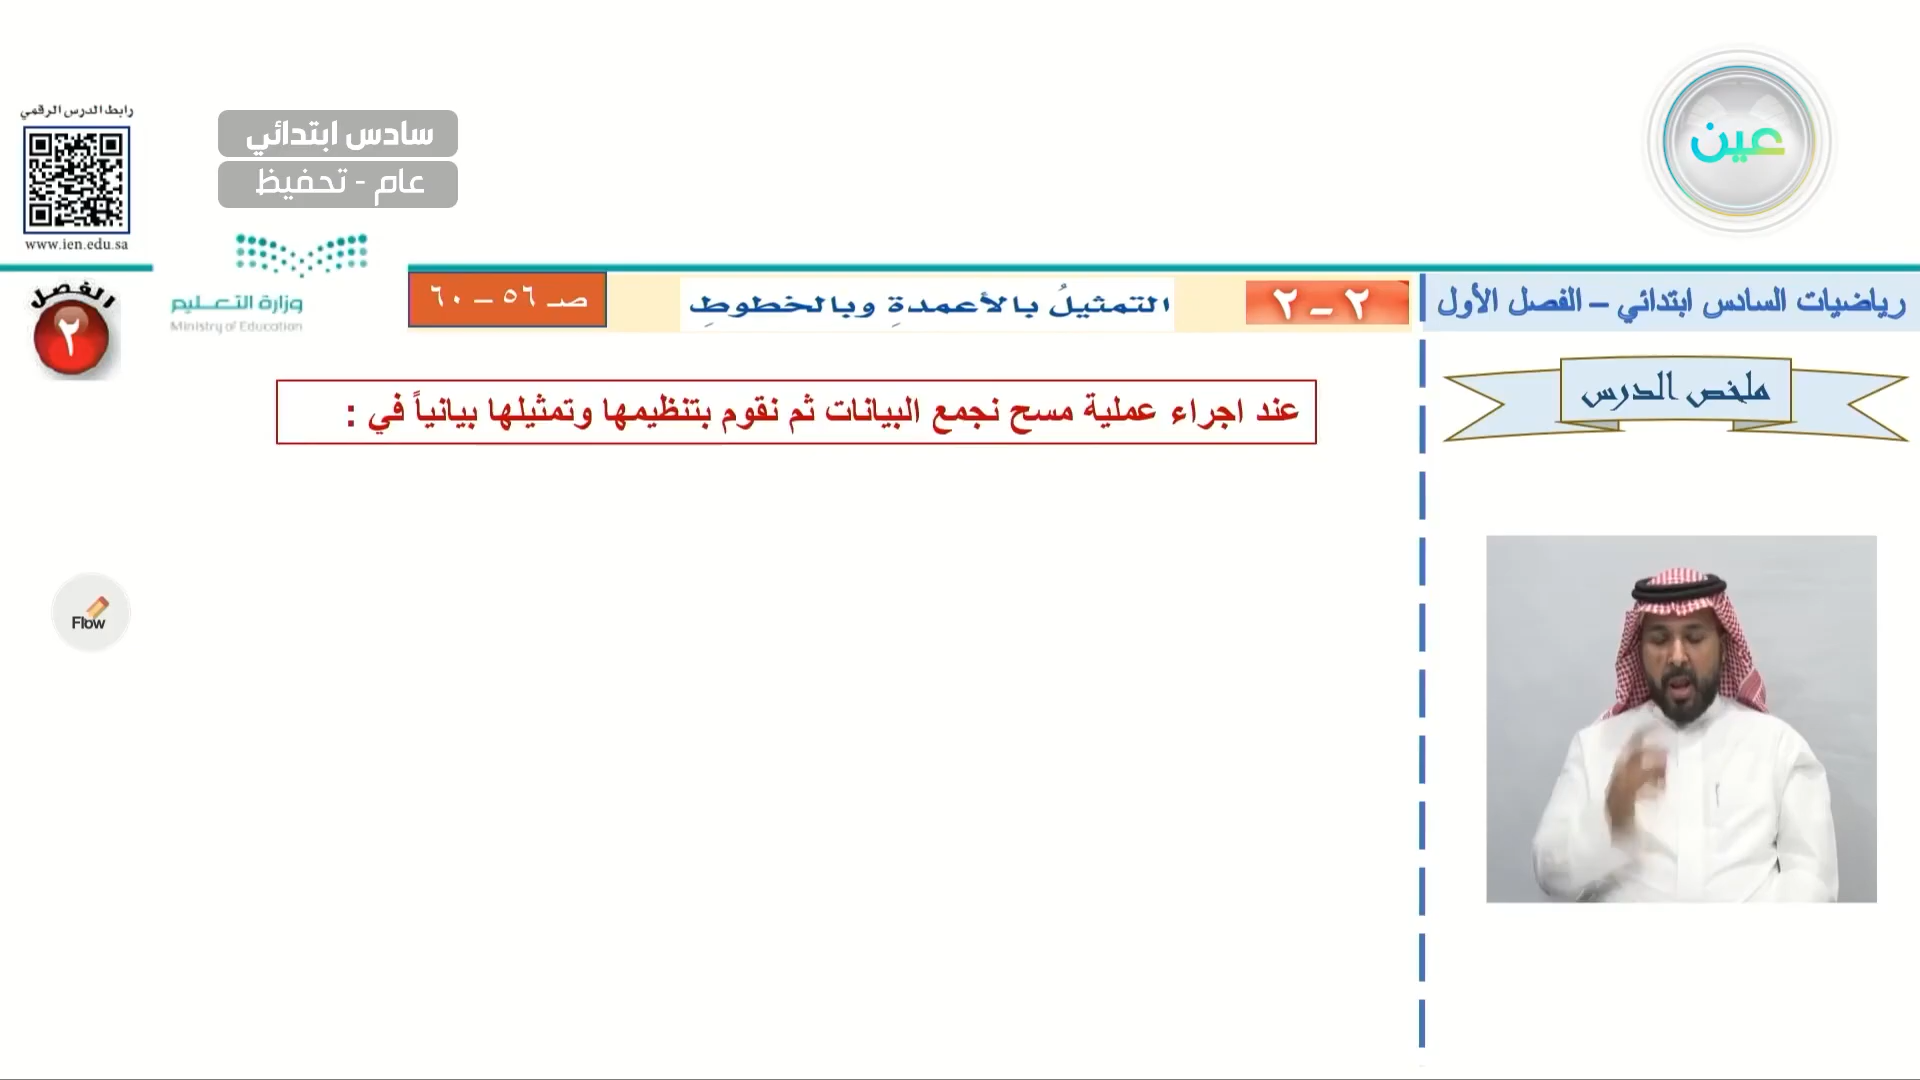 عين
سادس ابتدائي
عام - تحفيظ
رابط الدرس الرقمي
www.ien.edu.sa
رياضيات السادس ابتدائي – الفصل الأول
٢ - ٢
التمثيلُ بالأعمدةِ وبالخطوطِ
صـ ٥٦ – ٦٠
وزارة التعليم
Ministry of Education
الفصل
٢
ملخص الدرس
عند اجراء عملية مسح نجمع البيانات ثم نقوم بتنظيمها وتمثيلها بيانياً في :
Flow